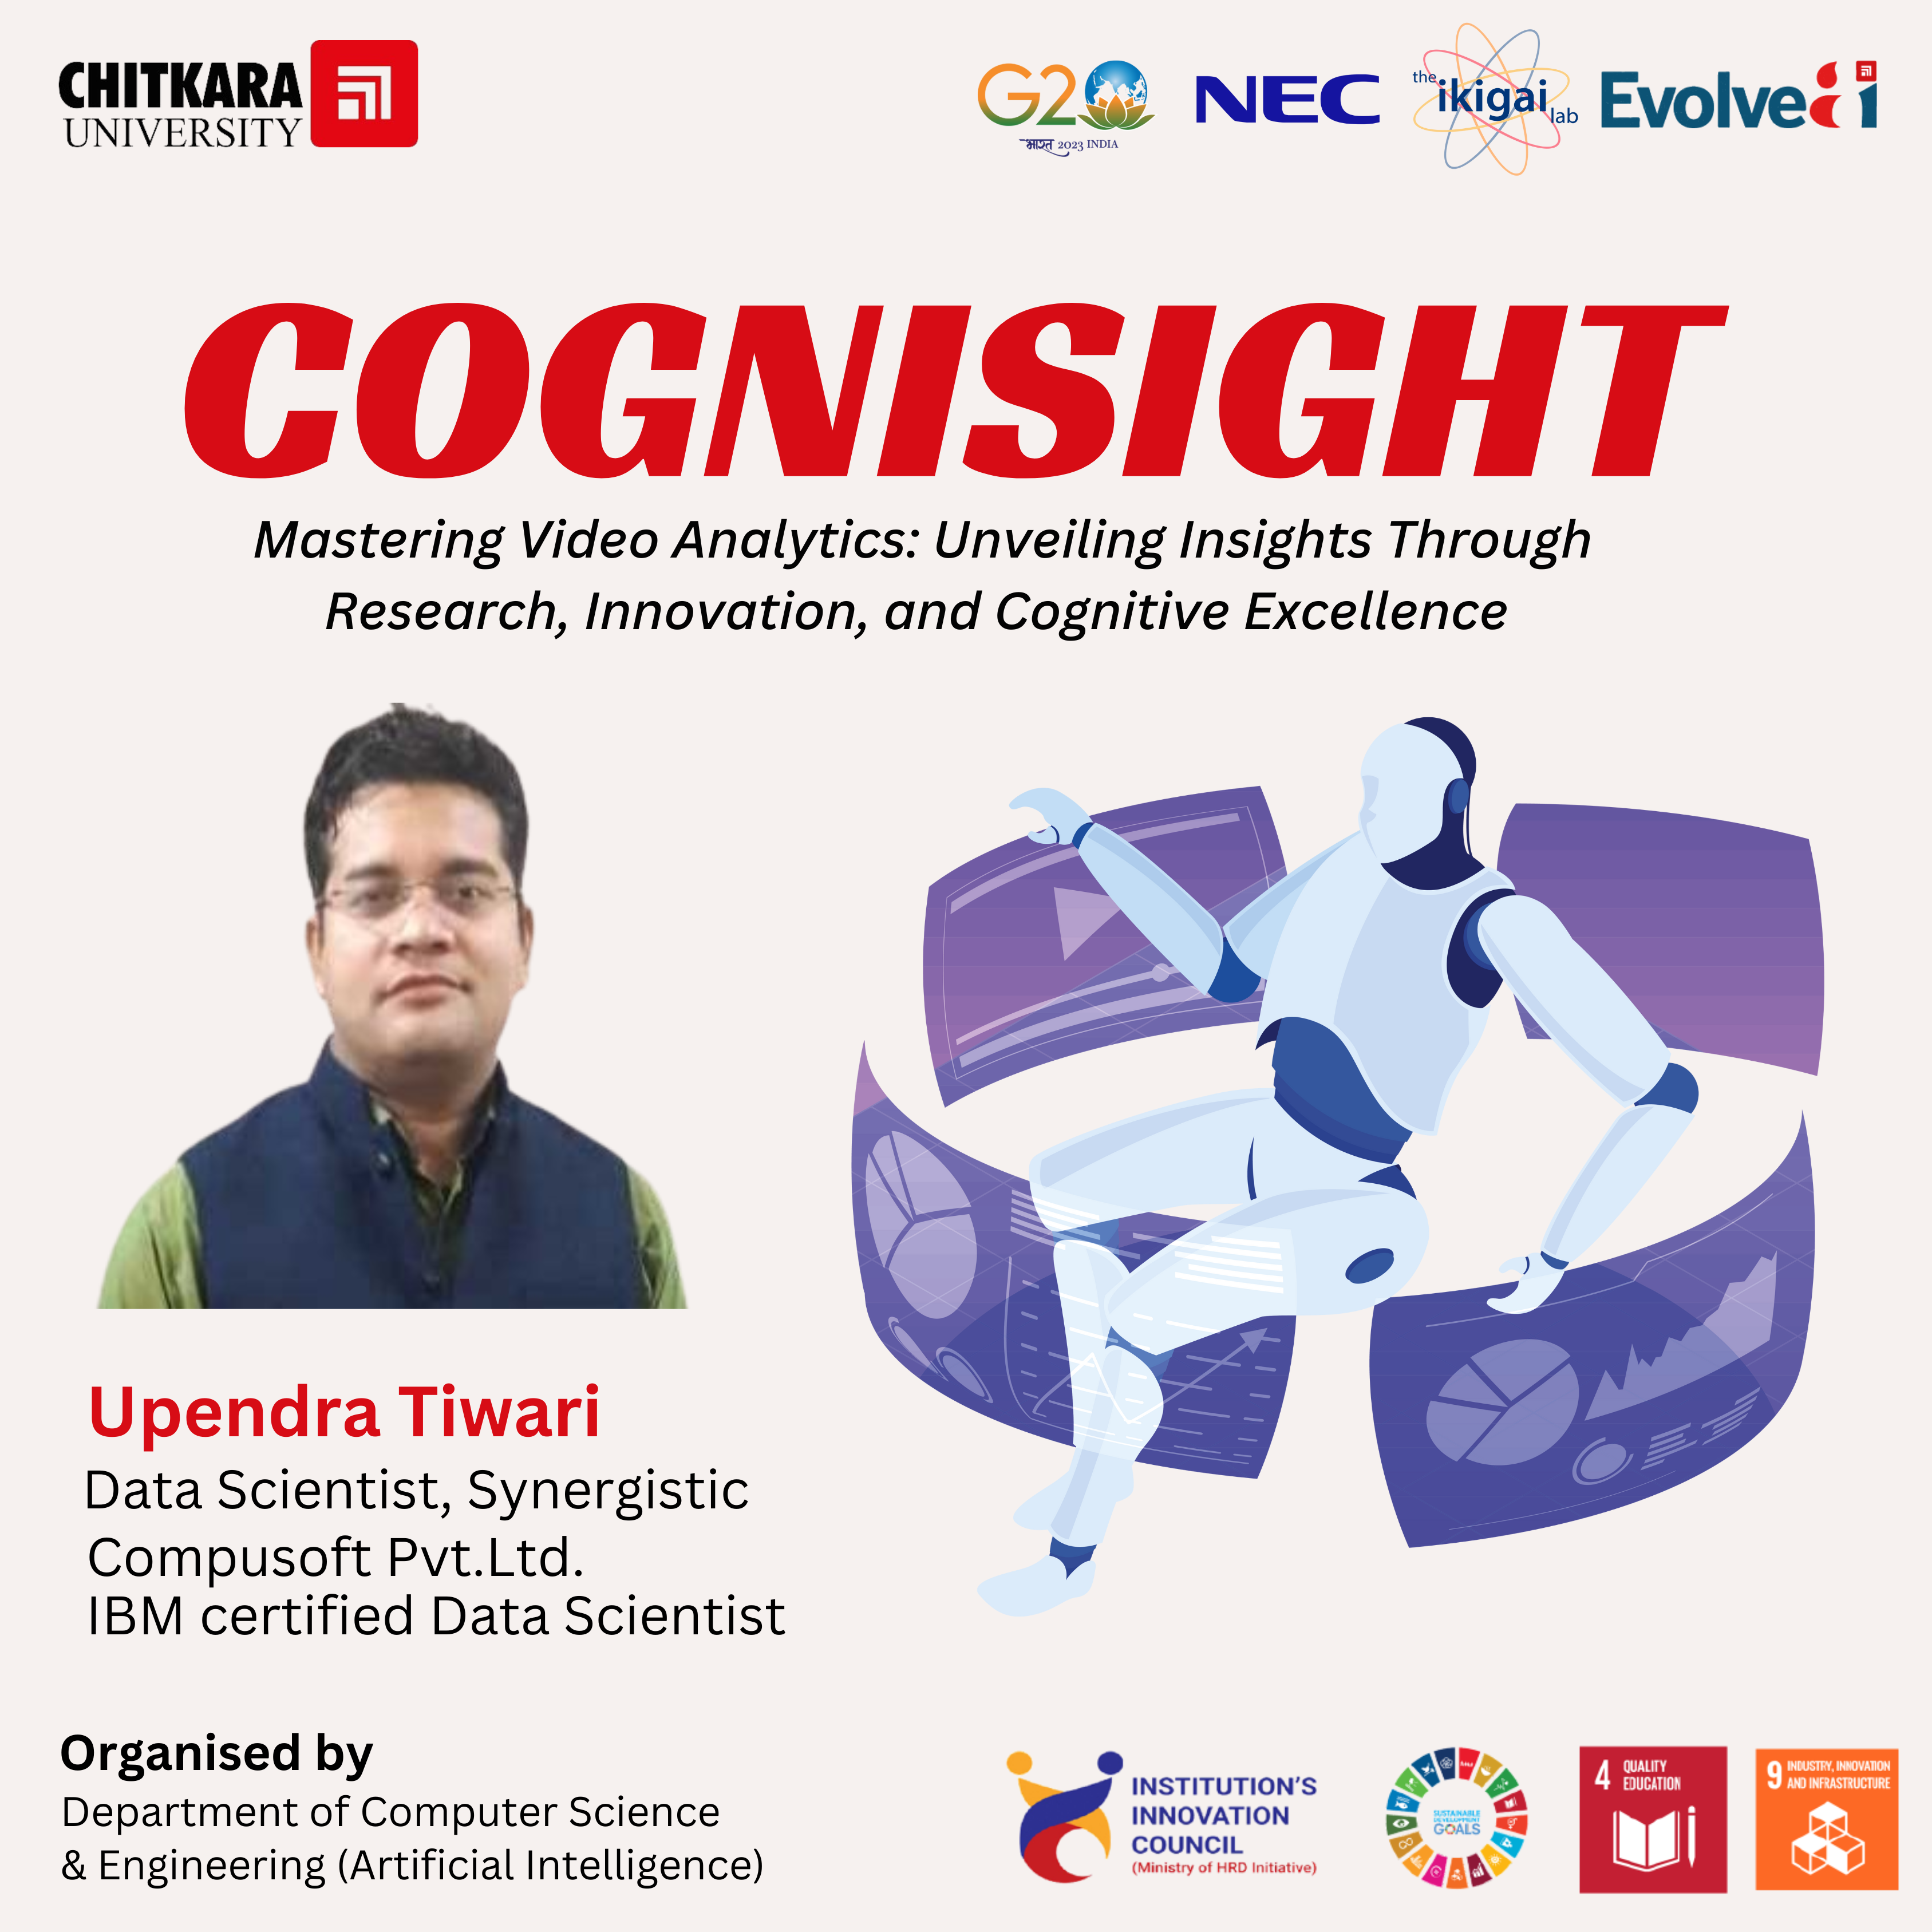 CHITKARA
UNIVERSITY
G20
भारत 2023 INDIA
NEC
the ikigai lab
Evolve
COGNISIGHT
Mastering Video Analytics: Unveiling Insights Through
Research, Innovation, and Cognitive Excellence
Upendra Tiwari
Data Scientist, Synergistic
Compusoft Pvt.Ltd.
IBM certified Data Scientist
Organised by
Department of Computer Science
& Engineering (Artificial Intelligence)
INSTITUTION'S
INNOVATION
COUNCIL
(Ministry of HRD Initiative)
SUSTAINABLE
DEVELOPMENT
GOALS
4 QUALITY
EDUCATION
9 INDUSTRY, INNOVATION
AND INFRASTRUCTURE